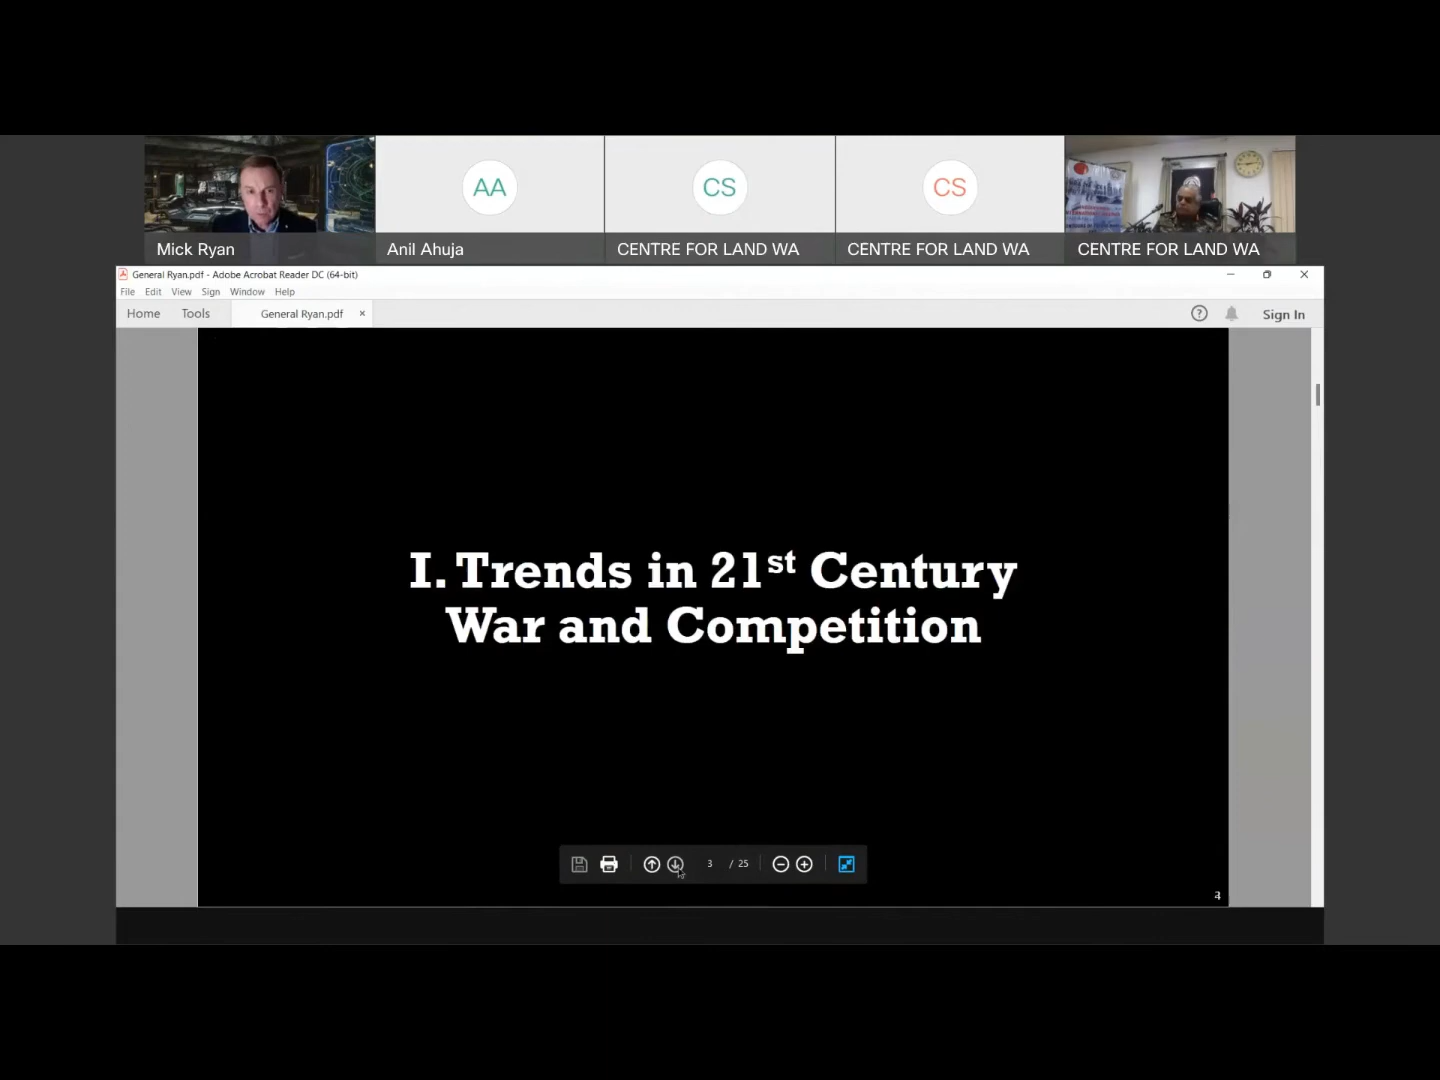 AA
CS
CS
Mick Ryan
Anil Ahuja
CENTRE FOR LAND WA
CENTRE FOR LAND WA
CENTRE FOR LAND WA
General Ryan.pdf - Adobe Acrobat Reader DC (64-bit)
File Edit View Sign Window Help
Home Tools General Ryan.pdf × Sign In
I. Trends in 21st Century
War and Competition
3 / 25